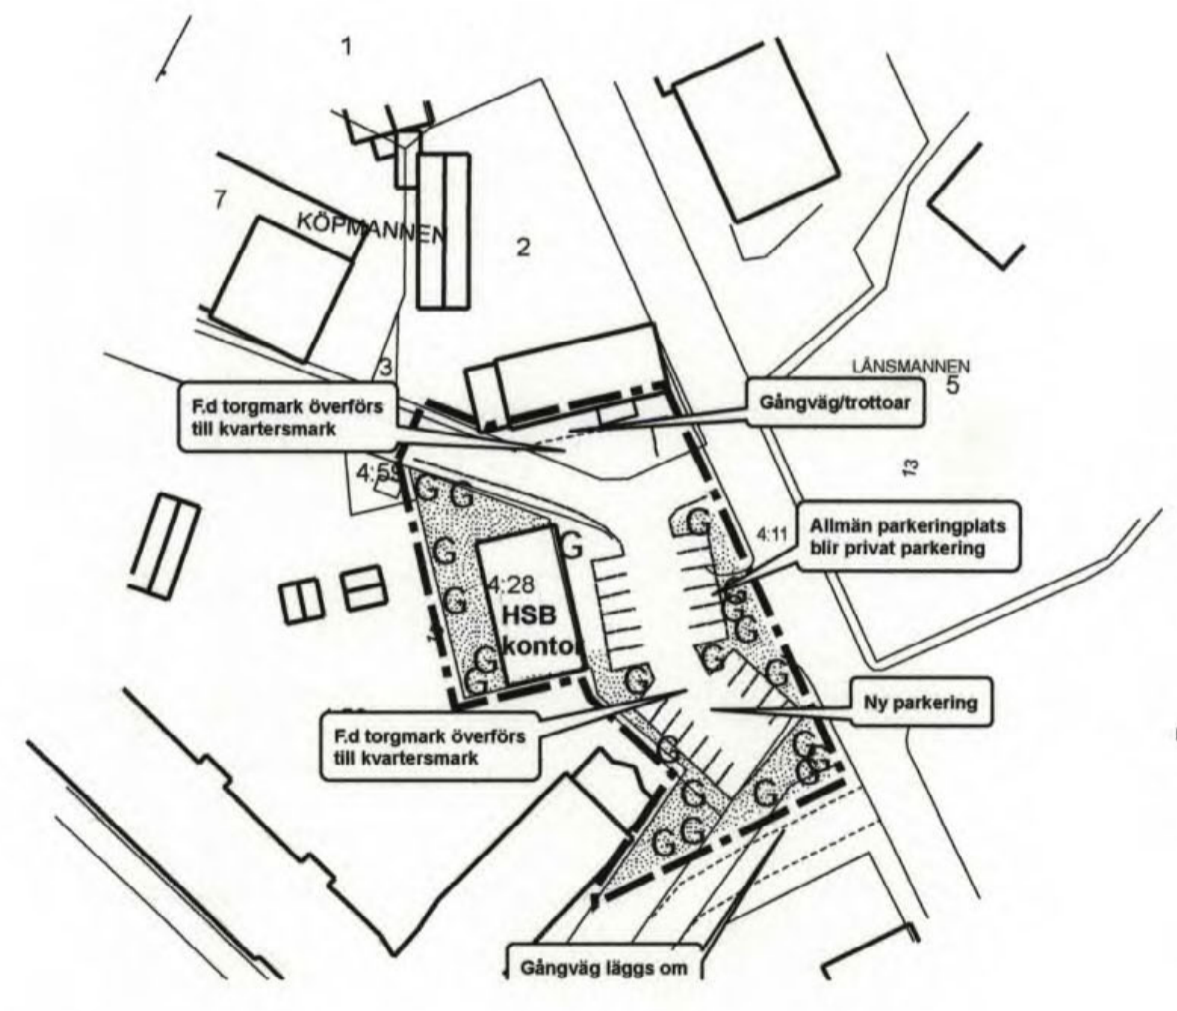 1
7
KÖPMANNEN
2
LÄNSMANNEN
5
3
F.d torgmark överförs
till kvartersmark
Gångväg/trottoar
4:59
13
G G
G
G
G
Allmän parkeringplats
blir privat parkering
4:11
G
4:28
HSB
kontor
G
G
G
G
G
G
G
G
G
Ny parkering
F.d torgmark överförs
till kvartersmark
G
G
G
G
G
G
G
G G
Gångväg läggs om